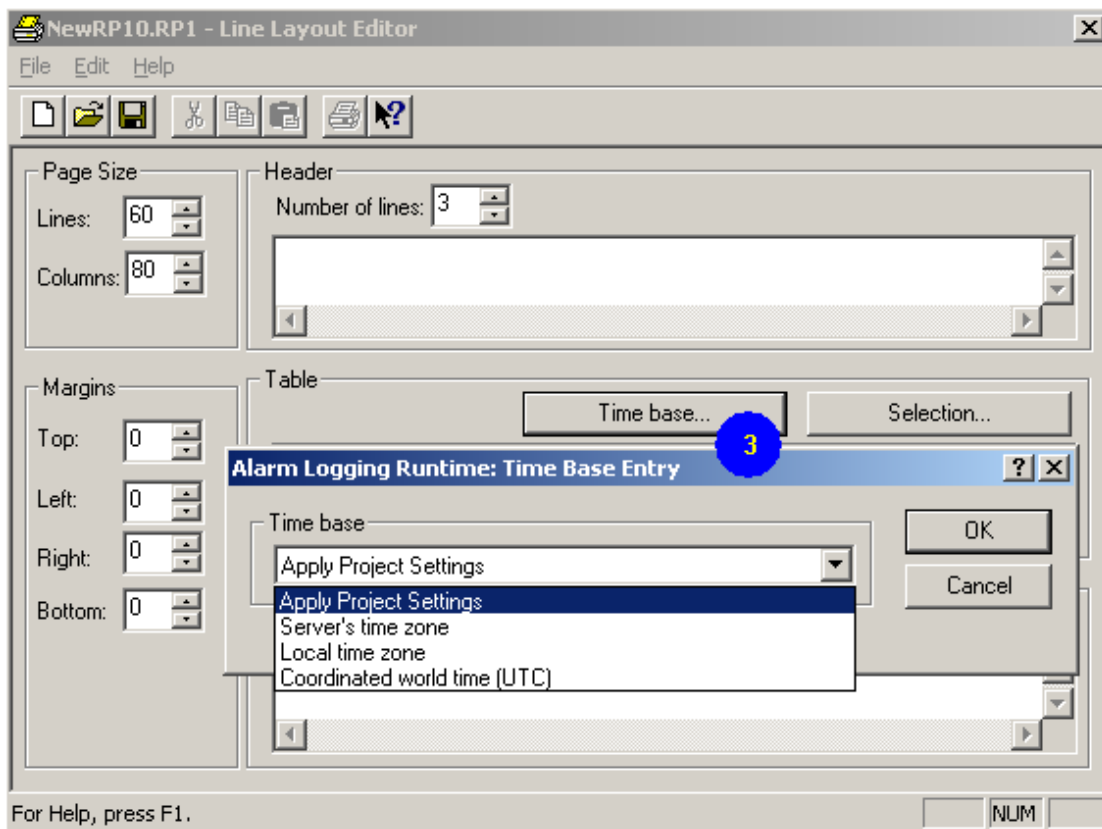 NewRP10.RP1 - Line Layout Editor
File Edit Help
Page Size
Lines: 60
Columns: 80
Header
Number of lines: 3
Margins
Top: 0
Left: 0
Right: 0
Bottom: 0
Table
Time base... Selection...
3
Alarm Logging Runtime: Time Base Entry
Time base
Apply Project Settings
Apply Project Settings
Server's time zone
Local time zone
Coordinated world time (UTC)
OK
Cancel
For Help, press F1.
NUM